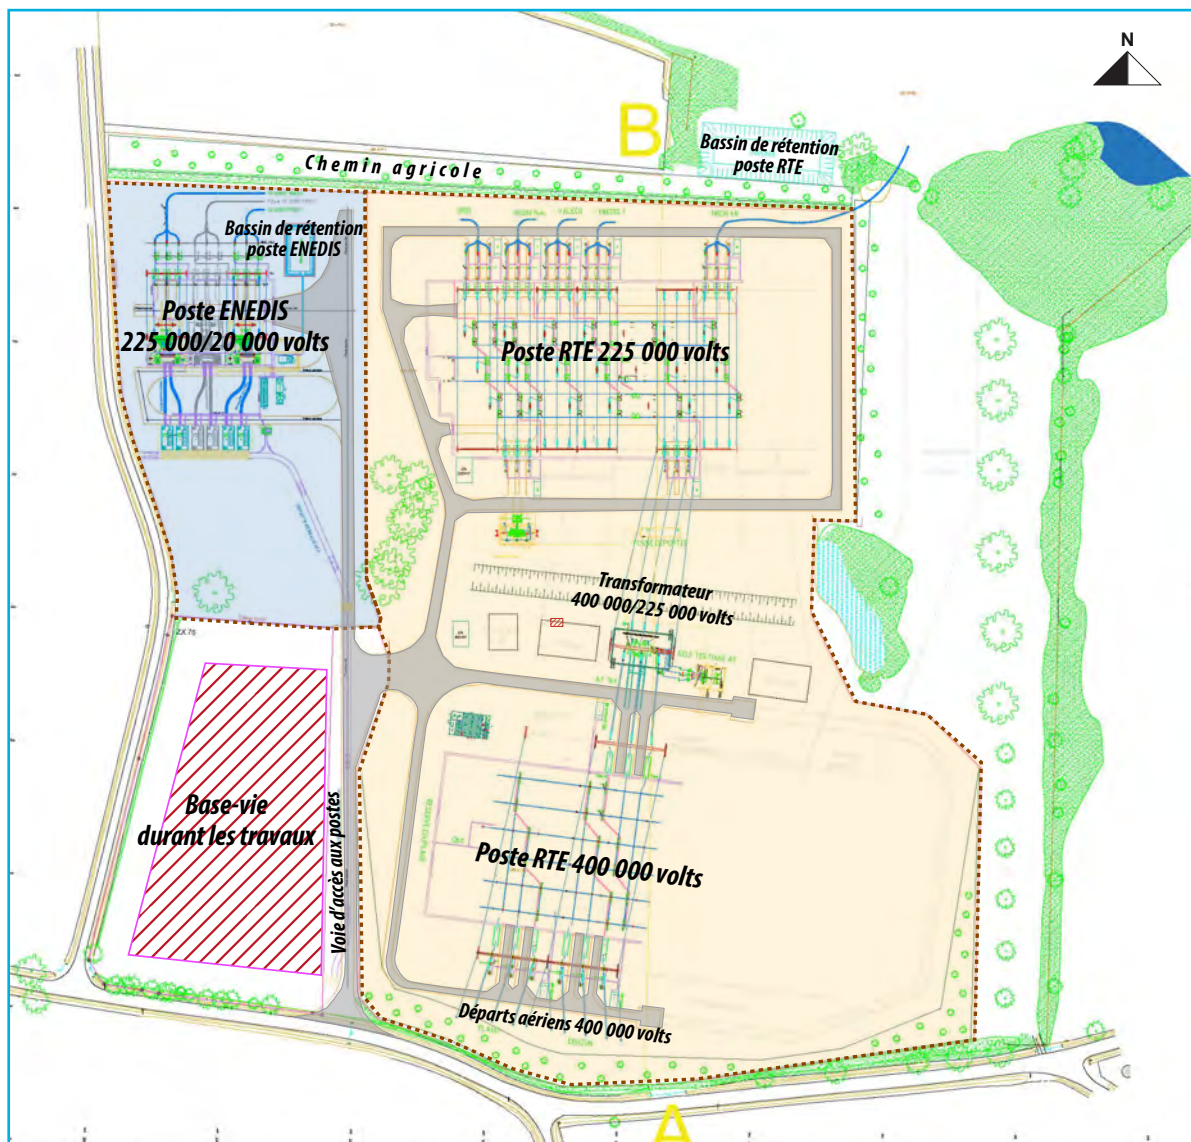 N
B
Bassin de rétention
poste RTE
Chemin agricole
Bassin de rétention
poste ENEDIS
Poste ENEDIS
225 000/20 000 volts
Poste RTE 225 000 volts
Transformateur
400 000/225 000 volts
ZX 76
Base-vie
durant les travaux
Voie d'accès aux postes
Poste RTE 400 000 volts
Départs aériens 400 000 volts
A